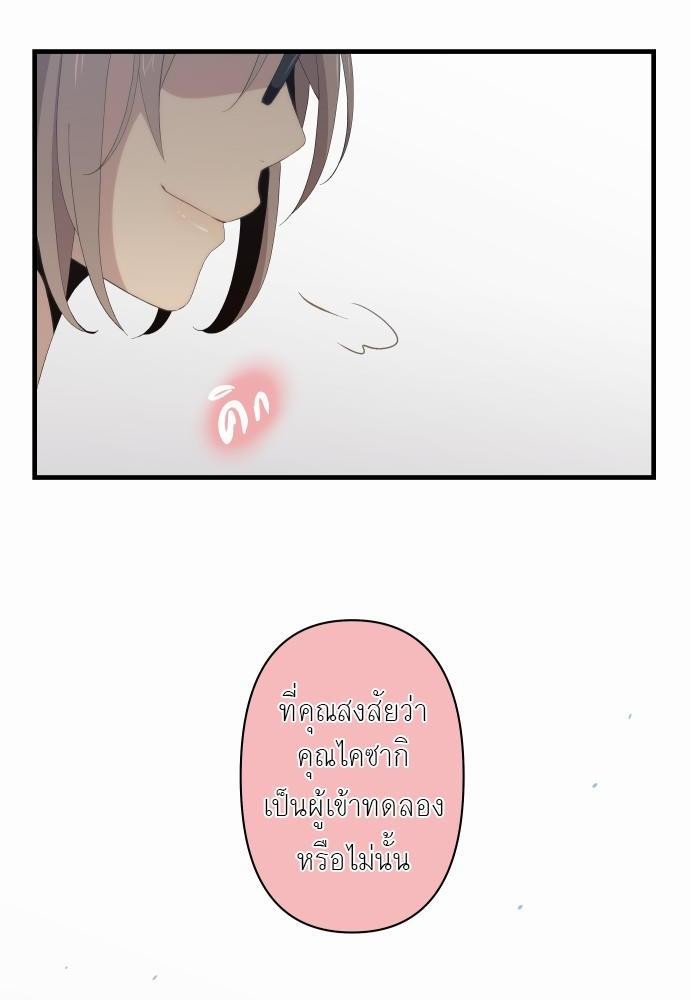 คิก
ที่คุณสงสัยว่า
คุณไคซากิ
เป็นผู้เข้าทดลอง
หรือไม่นั้น